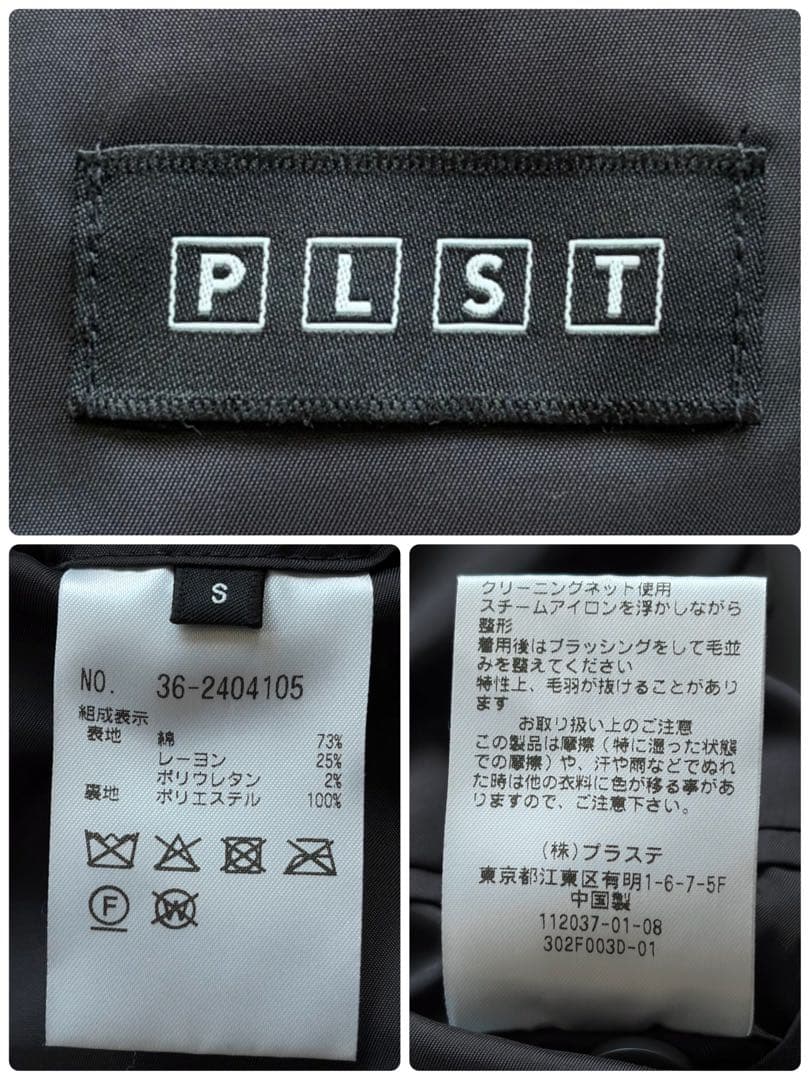 P L S T
S
NO. 36-2404105
組成表示
表地 綿 73%
レーヨン 25%
ポリウレタン 2%
裏地 ポリエステル 100%
F
W
クリーニングネット使用
スチームアイロンを浮かしながら
整形
着用後はブラッシングをして毛並
みを整えてください
特性上、毛羽が抜けることがあり
ます
お取り扱い上のご注意
この製品は摩擦(特に湿った状態
での摩擦)や、汗や雨などでぬれ
た時は他の衣料に色が移る事があ
りますので、ご注意下さい。
(株)プラステ
東京都江東区有明1-6-7-5F
中国製
112037-01-08
302F003D-01